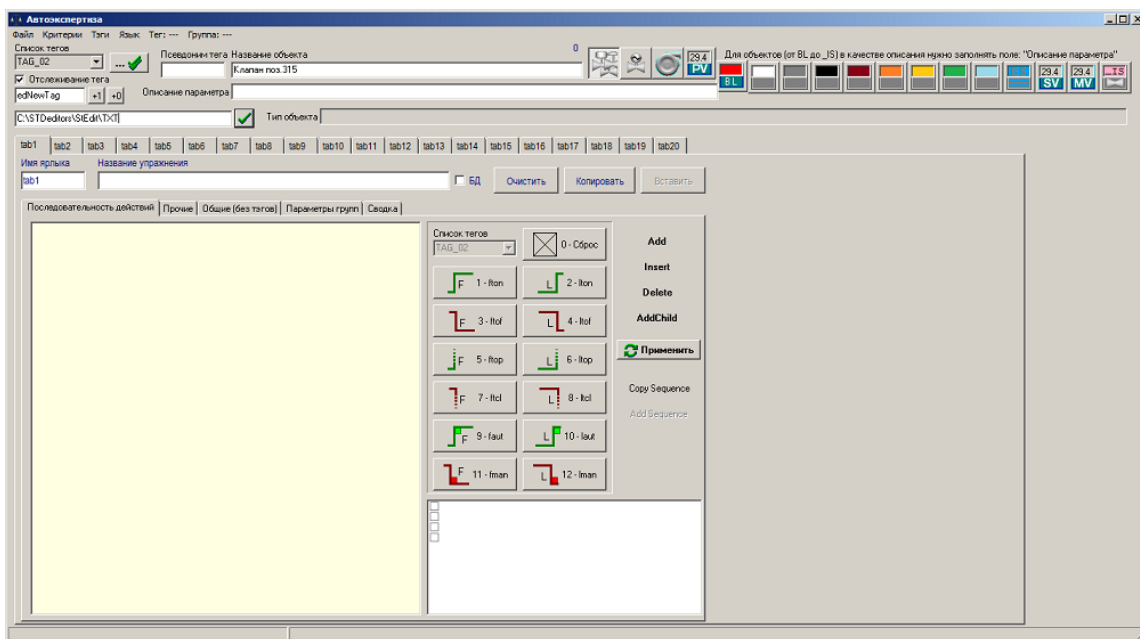 Автоэкспертиза
Файл Критерии Тэги Язык Тег: --- Группа: ---
Список тегов
TAG_02
...
Псевдоним тега Название объекта
0
Клапан поз.315
29.4
PV
Для объектов (от BL до _IS) в качестве описания нужно заполнять поле: "Описание параметра"
BL
29.4
SV
29.4
MV
_IS
Отслеживание тега
edNewTag +1 +0 Описание параметра
C:\STDeditors\StEdit\TXT Тип объекта
tab1 tab2 tab3 tab4 tab5 tab6 tab7 tab8 tab9 tab10 tab11 tab12 tab13 tab14 tab15 tab16 tab17 tab18 tab19 tab20
Имя ярлыка Название упражнения
tab1 БД Очистить Копировать Вставить
Последовательность действий Прочие Общие (без тэгов) Параметры групп Сводка
Список тегов
TAG_02 0 - Сброс
F 1 - fton L 2 - lton
F 3 - ftof L 4 - ltof
F 5 - ftop L 6 - ltop
F 7 - ftcl L 8 - ltcl
F 9 - faut L 10 - laut
F 11 - fman L 12 - lman
Add
Insert
Delete
AddChild
Применить
Copy Sequence
Add Sequence